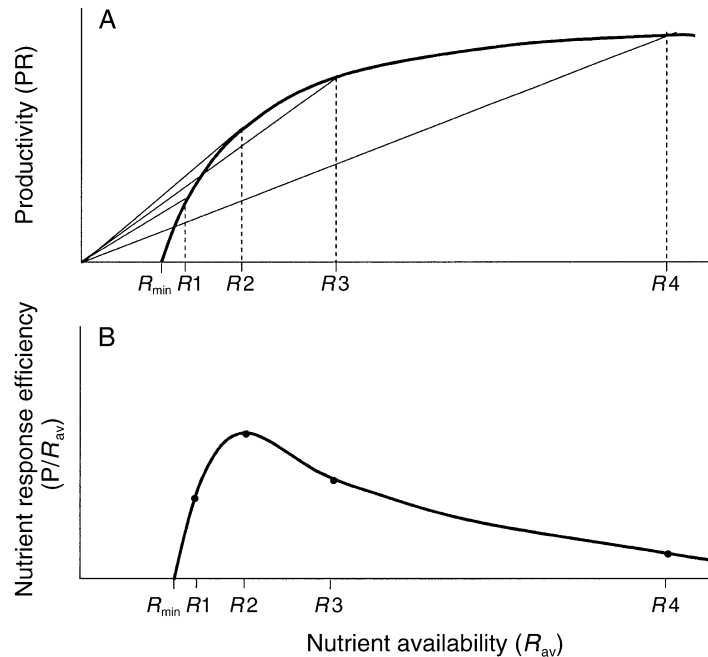 A
Productivity (PR)
Rmin R1 R2 R3 R4
B
Nutrient response efficiency
(P/Rav)
Rmin R1 R2 R3 R4
Nutrient availability (Rav)